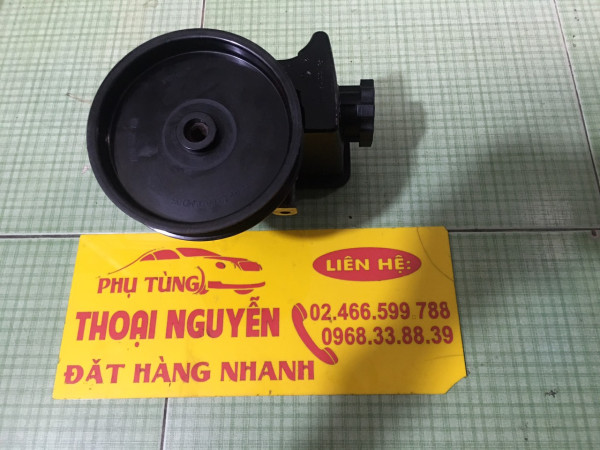 PHỤ TÙNG
THOẠI NGUYỄN
ĐẶT HÀNG NHANH
LIÊN HỆ:
02.466.599 788
0968.33.88.39